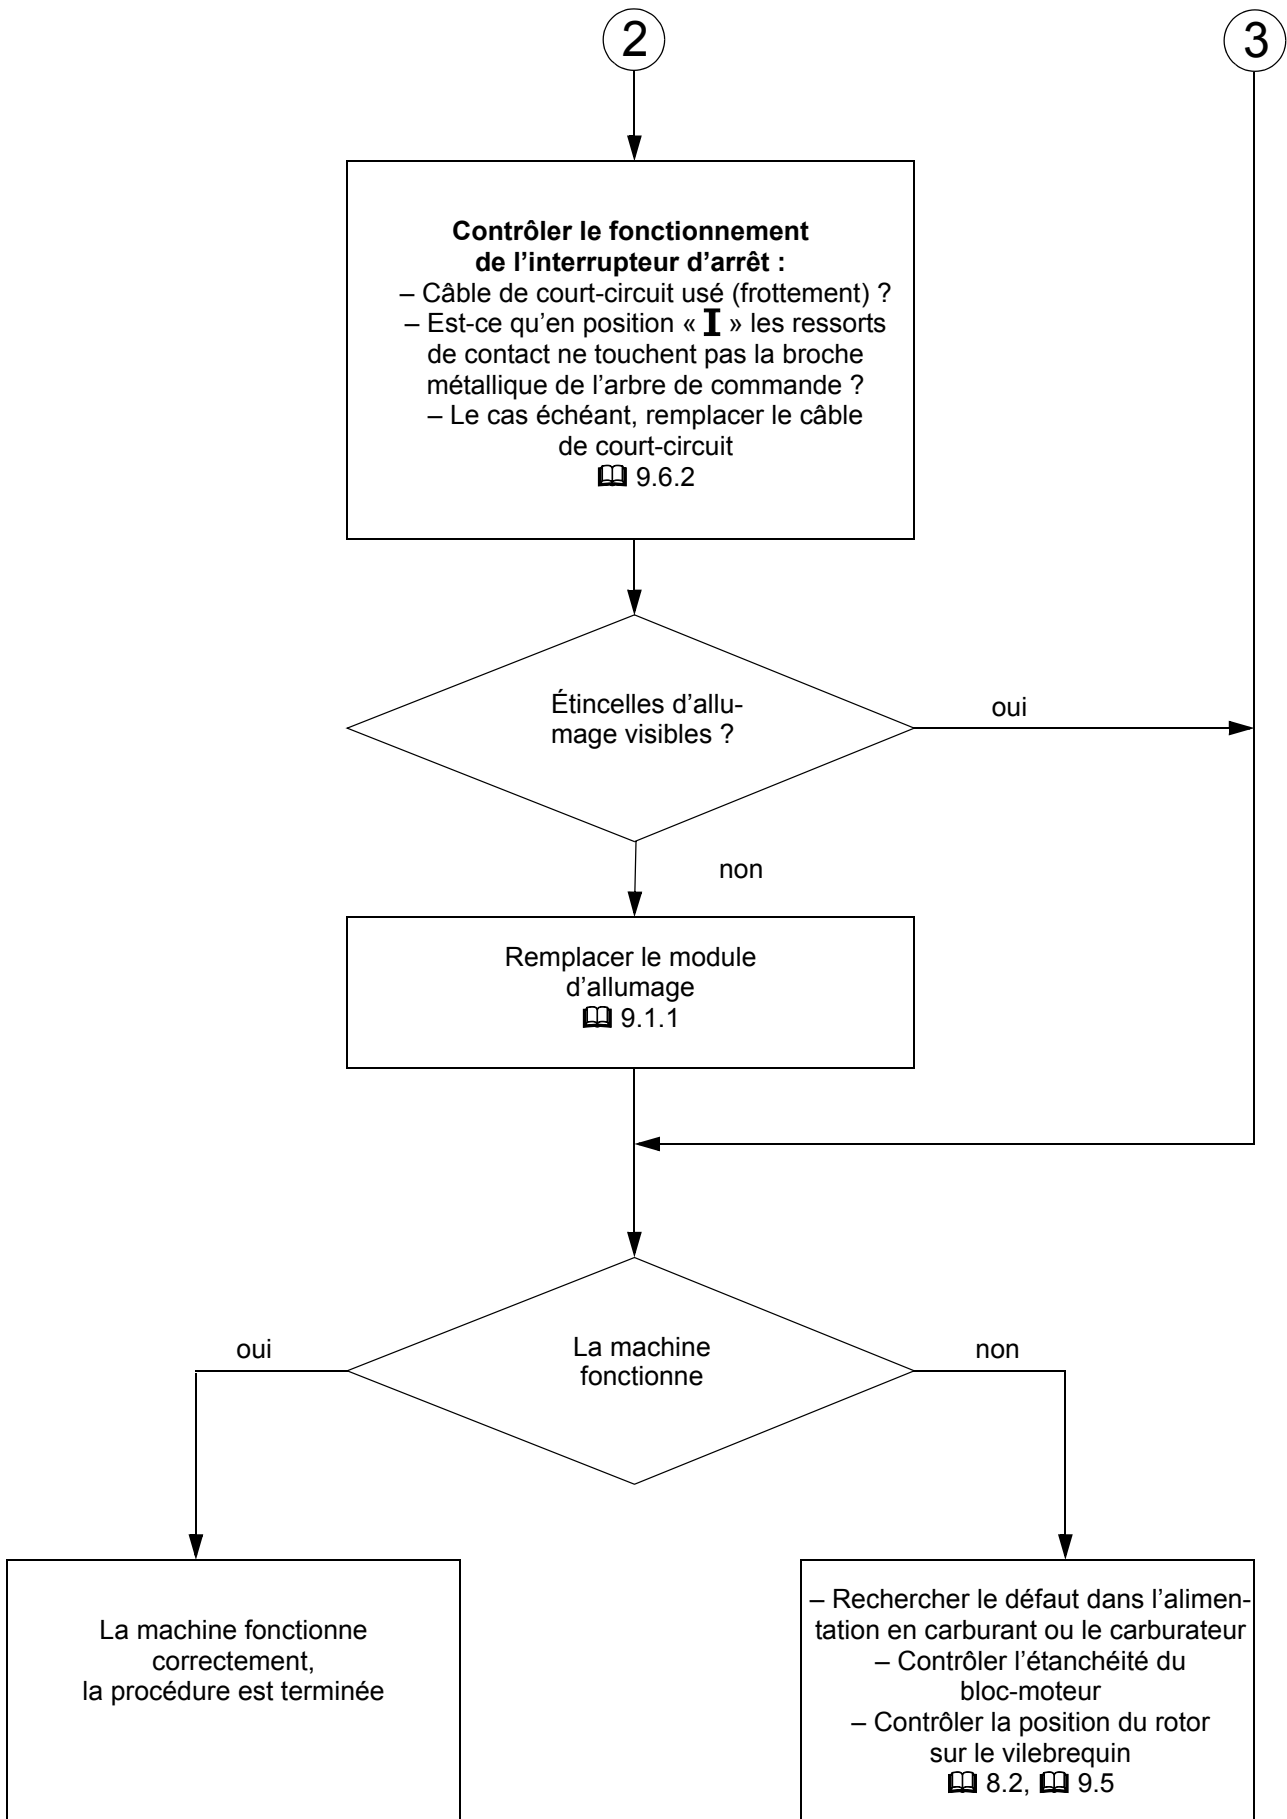 2
3
Contrôler le fonctionnement
de l’interrupteur d’arrêt :
– Câble de court-circuit usé (frottement) ?
– Est-ce qu’en position « I » les ressorts
de contact ne touchent pas la broche
métallique de l’arbre de commande ?
– Le cas échéant, remplacer le câble
de court-circuit
9.6.2
Étincelles d’allu-
mage visibles ?
oui
non
Remplacer le module
d’allumage
9.1.1
La machine
fonctionne
oui
non
La machine fonctionne
correctement,
la procédure est terminée
– Rechercher le défaut dans l’alimen-
tation en carburant ou le carburateur
– Contrôler l’étanchéité du
bloc-moteur
– Contrôler la position du rotor
sur le vilebrequin
8.2, 9.5